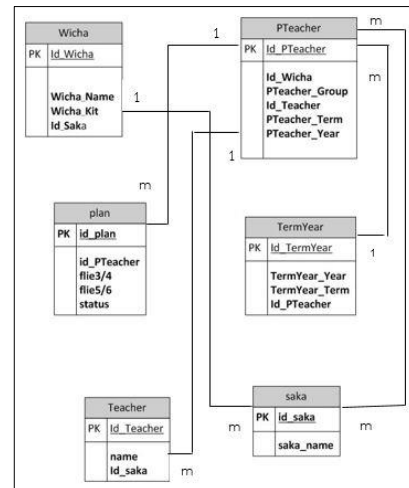 Wicha
PK Id_Wicha
Wicha_Name
Wicha_Kit
Id_Saka
PTeacher
PK Id_PTeacher
Id_Wicha
PTeacher_Group
Id_Teacher
PTeacher_Term
PTeacher_Year
1
m
m
1
1
m
plan
PK id_plan
id_PTeacher
flie3/4
flie5/6
status
TermYear
PK Id_TermYear
TermYear_Year
TermYear_Term
Id_PTeacher
1
Teacher
PK Id_Teacher
name
Id_saka
m
saka
PK id_saka
saka_name
m
m